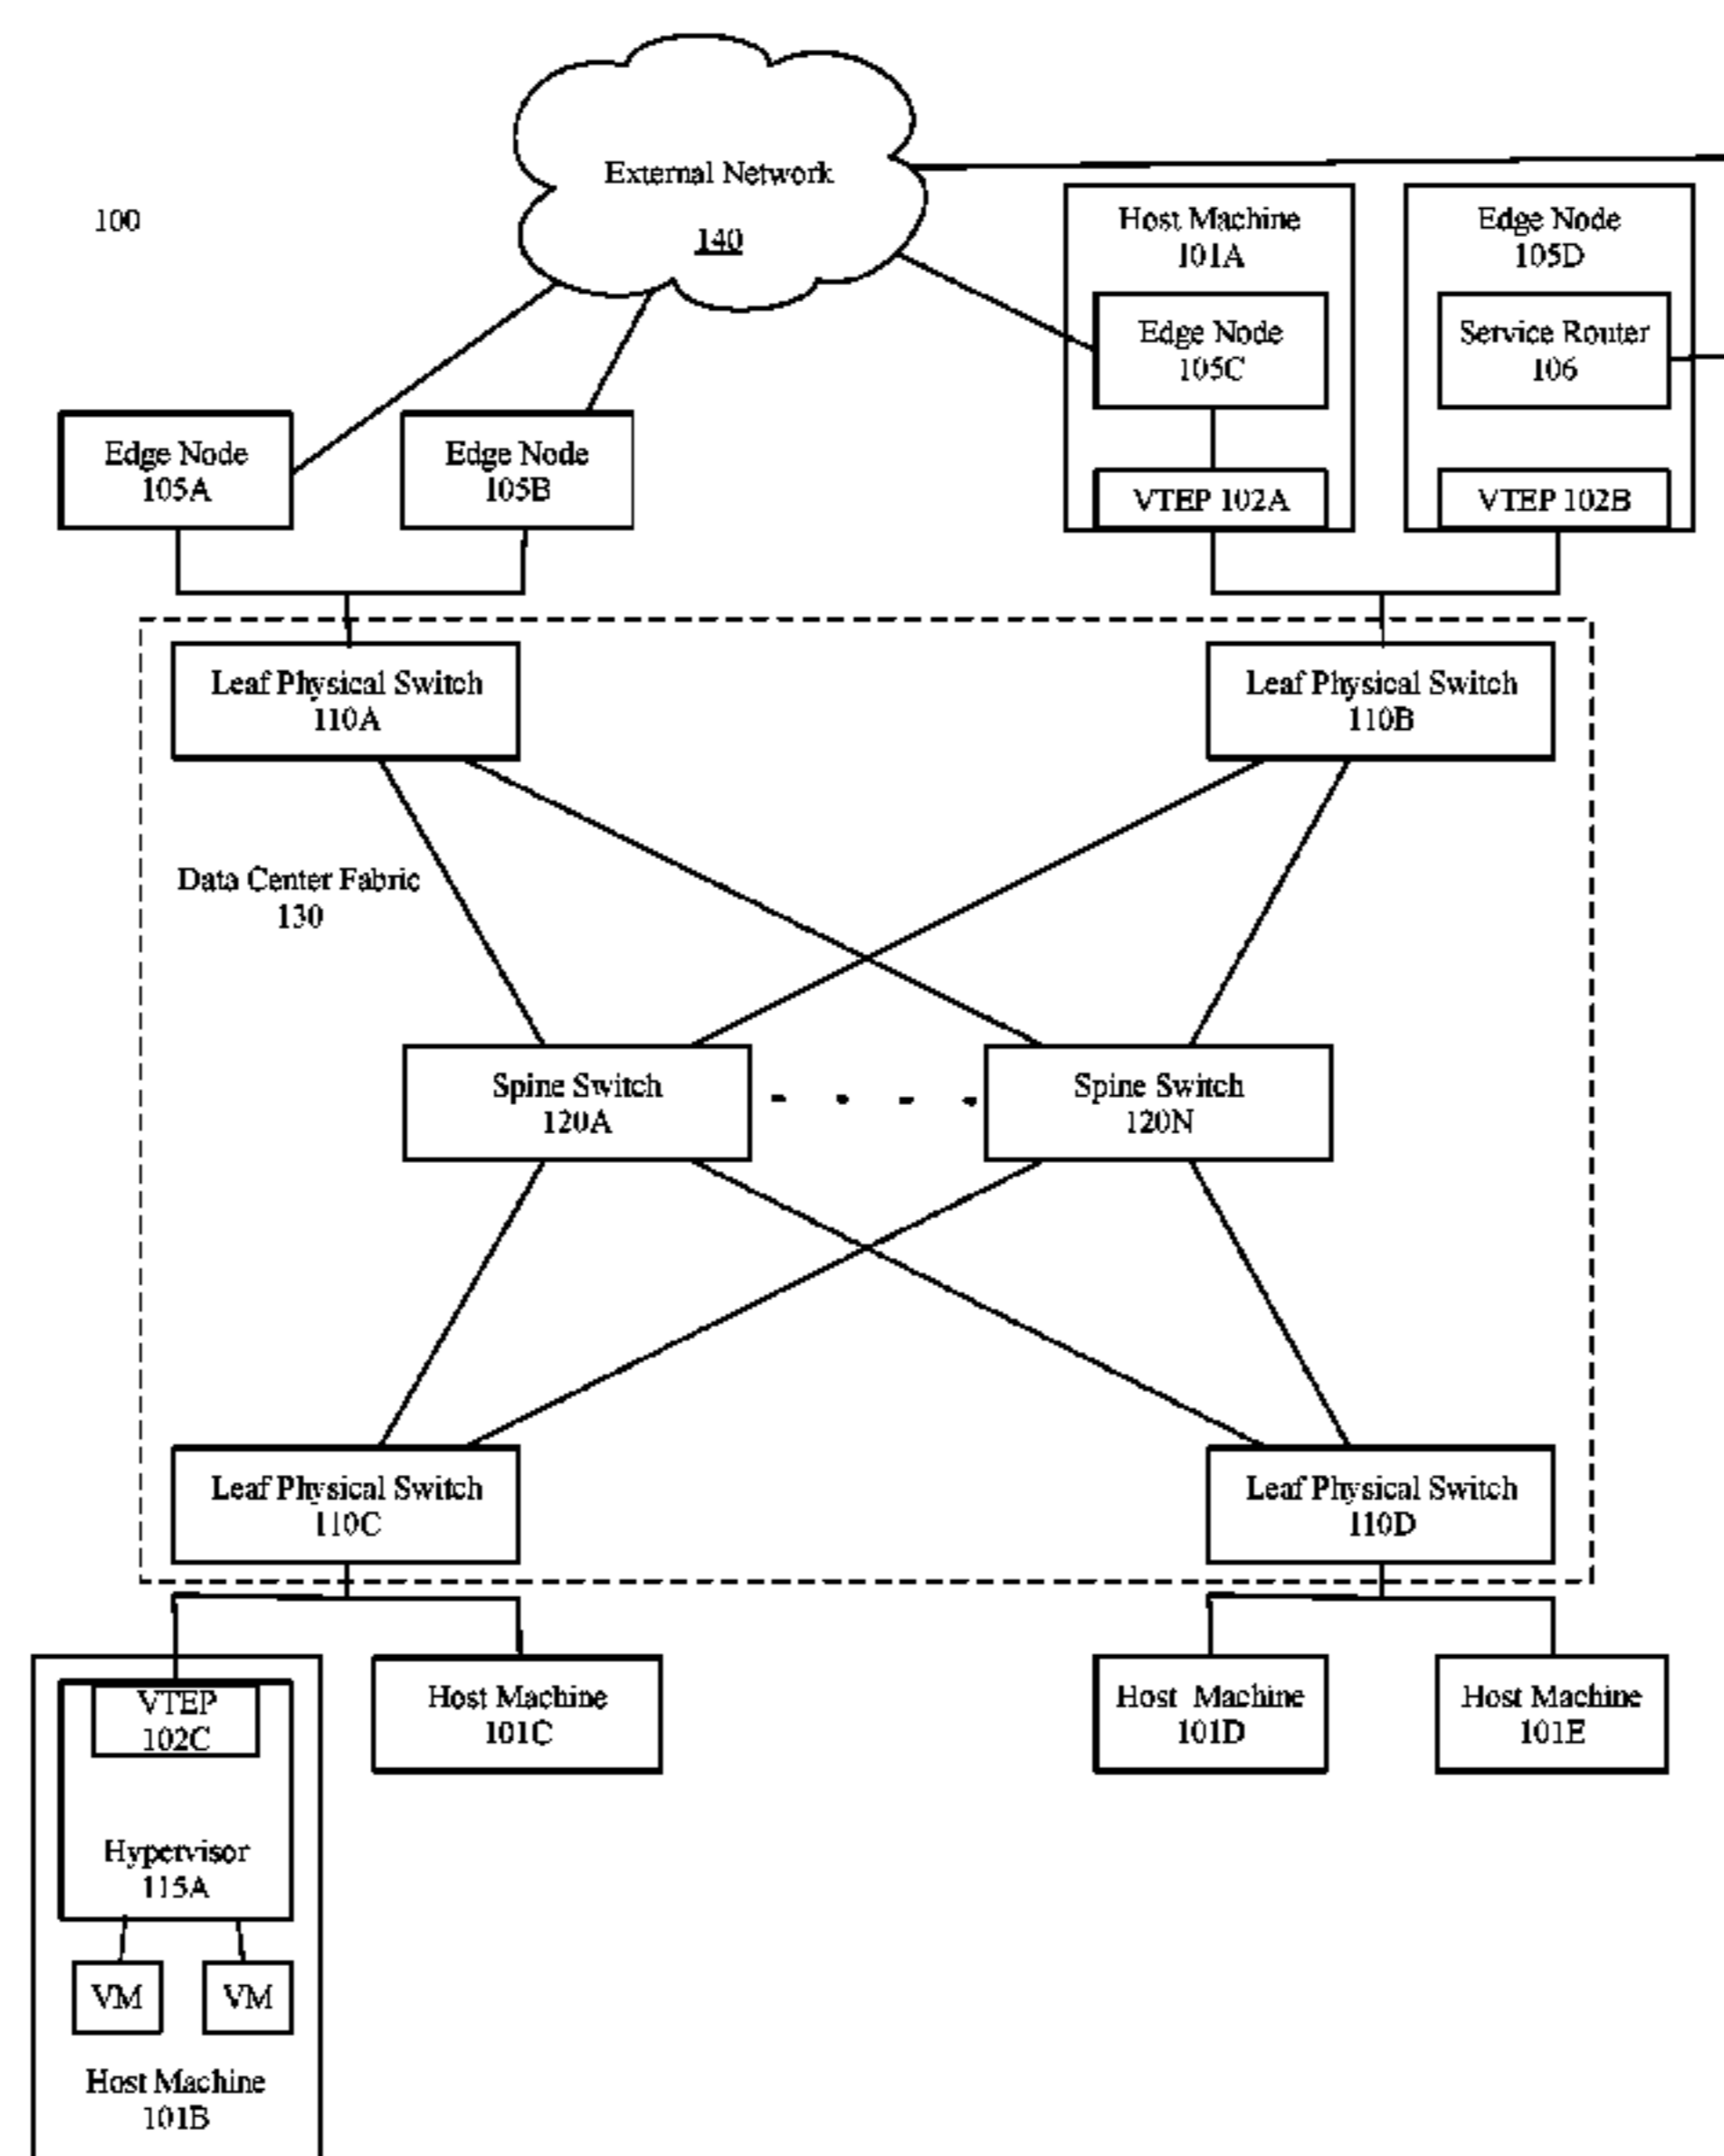 External Network
140
100
Host Machine
101A
Edge Node
105D
Edge Node
105C
Service Router
106
Edge Node
105A
Edge Node
105B
VTEP 102A
VTEP 102B
Leaf Physical Switch
110A
Leaf Physical Switch
110B
Data Center Fabric
130
Spine Switch
120A
Spine Switch
120N
Leaf Physical Switch
110C
Leaf Physical Switch
110D
VTEP
102C
Host Machine
101C
Host Machine
101D
Host Machine
101E
Hypervisor
115A
VM
VM
Host Machine
101B